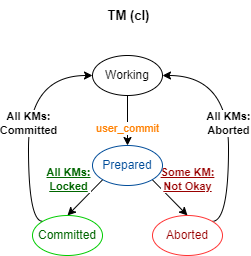 TM (cl)
Working
All KMs:
Committed
All KMs:
Aborted
user_commit
Prepared
All KMs:
Locked
Some KM:
Not Okay
Committed
Aborted